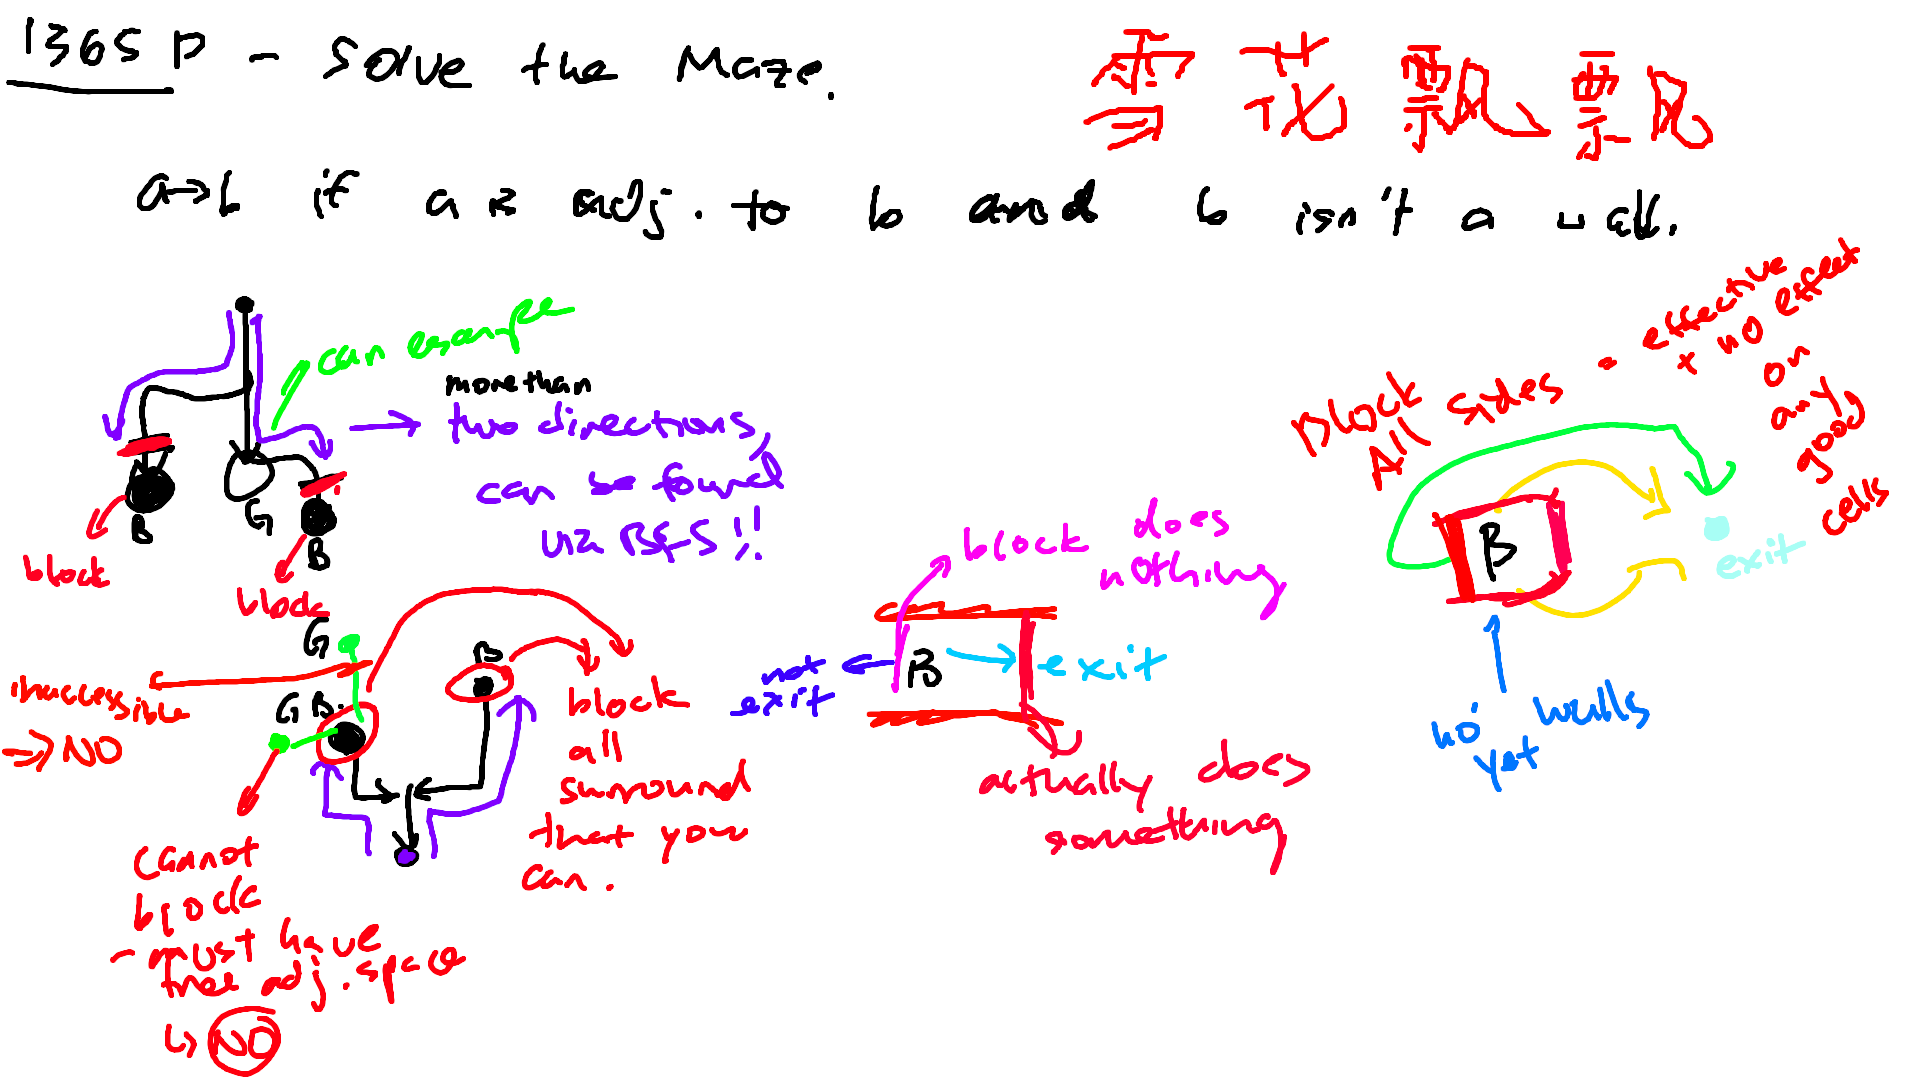 1365 D - Solve the Maze.
雪花飘飘
a→b if a is adj. to b and b isn't a wall.
can escape
more than
two directions,
can be found
via BFS!!
B
G
B
block
block
Block
All sides - effective
+ no effect
on
any
good
cells
B
exit
no walls
yet
block does
nothing
B
not
exit
exit
actually does
something
G
G B.
B
inaccessible
→ NO
block
all
surround
that you
can.
cannot
block
- must have
free adj. space
↳ NO